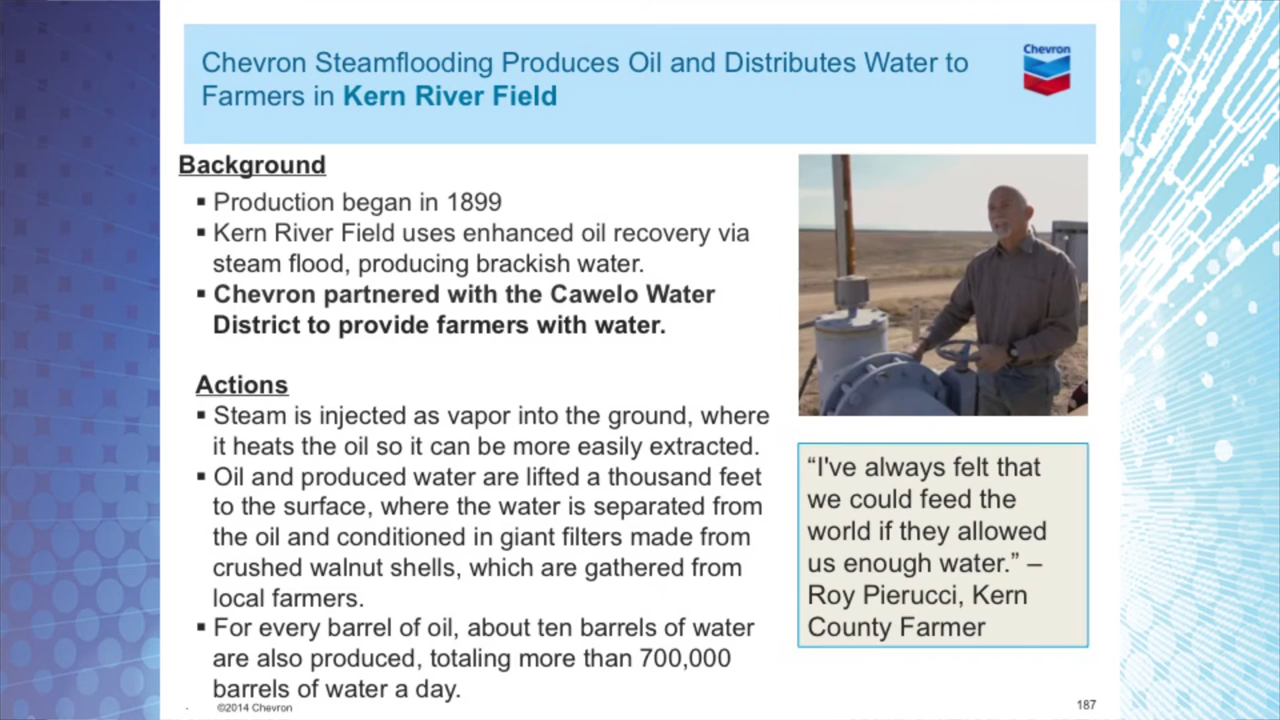 Chevron Steamflooding Produces Oil and Distributes Water to
Farmers in Kern River Field
Chevron
Background
▪ Production began in 1899
▪ Kern River Field uses enhanced oil recovery via
steam flood, producing brackish water.
▪ Chevron partnered with the Cawelo Water
District to provide farmers with water.
Actions
▪ Steam is injected as vapor into the ground, where
it heats the oil so it can be more easily extracted.
▪ Oil and produced water are lifted a thousand feet
to the surface, where the water is separated from
the oil and conditioned in giant filters made from
crushed walnut shells, which are gathered from
local farmers.
▪ For every barrel of oil, about ten barrels of water
are also produced, totaling more than 700,000
barrels of water a day.
“I've always felt that
we could feed the
world if they allowed
us enough water.” –
Roy Pierucci, Kern
County Farmer
©2014 Chevron
187